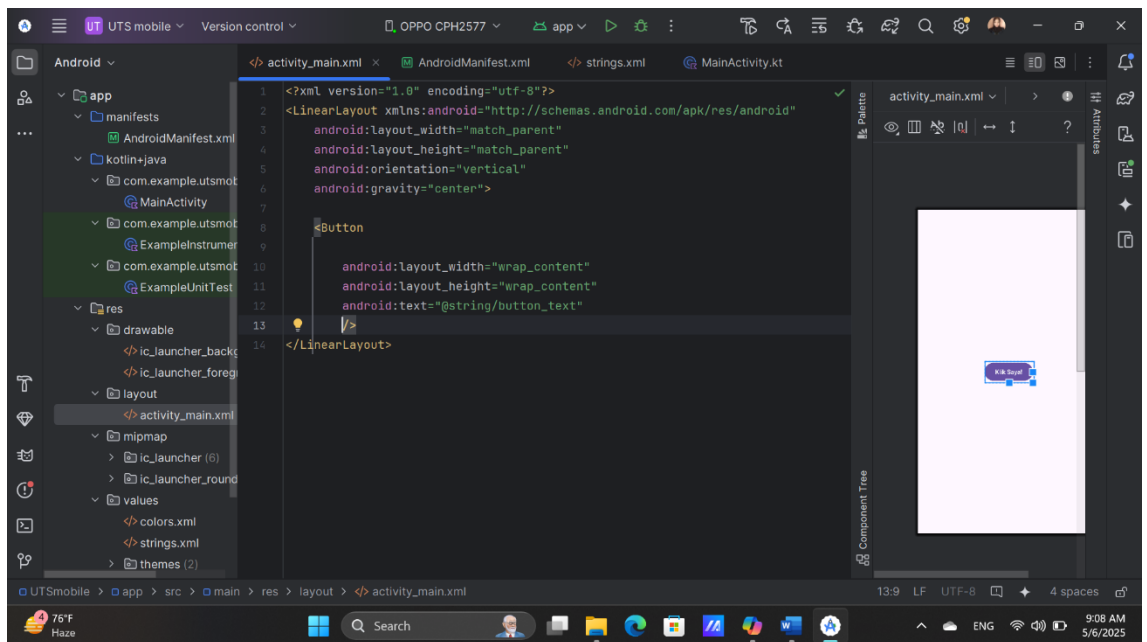 UT UTS mobile Version control OPPO CPH2577 app
Android
activity_main.xml AndroidManifest.xml strings.xml MainActivity.kt
app
manifests
AndroidManifest.xml
kotlin+java
com.example.utsmob
MainActivity
com.example.utsmob
ExampleInstrumen
com.example.utsmob
ExampleUnitTest
res
drawable
ic_launcher_backg
ic_launcher_foregr
layout
activity_main.xml
mipmap
ic_launcher (6)
ic_launcher_round
values
colors.xml
strings.xml
themes (2)
1 <?xml version="1.0" encoding="utf-8"?>
2 <LinearLayout xmlns:android="http://schemas.android.com/apk/res/android"
3 android:layout_width="match_parent"
4 android:layout_height="match_parent"
5 android:orientation="vertical"
6 android:gravity="center">
7
8 <Button
9
10 android:layout_width="wrap_content"
11 android:layout_height="wrap_content"
12 android:text="@string/button_text"
13 />
14 </LinearLayout>
Palette
Component Tree
activity_main.xml
Attributes
Klik Saya!
UTSmobile > app > src > main > res > layout > activity_main.xml
13:9 LF UTF-8 4 spaces
4
76°F
Haze
Search
ENG
9:08 AM
5/6/2025